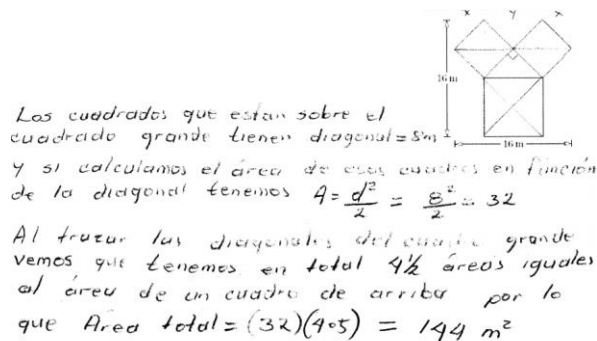 x y x
16 m
16 m
Los cuadrados que estan sobre el
cuadrado grande tienen diagonal = 8m
y si calculamos el área de esos cuadros en función
de la diagonal tenemos A = d²/2 = 8²/2 = 32
Al trazar las diagonales del cuadro grande
vemos que tenemos en total 4½ áreas iguales
al área de un cuadro de arriba por lo
que Area total = (32)(4.5) = 144 m²